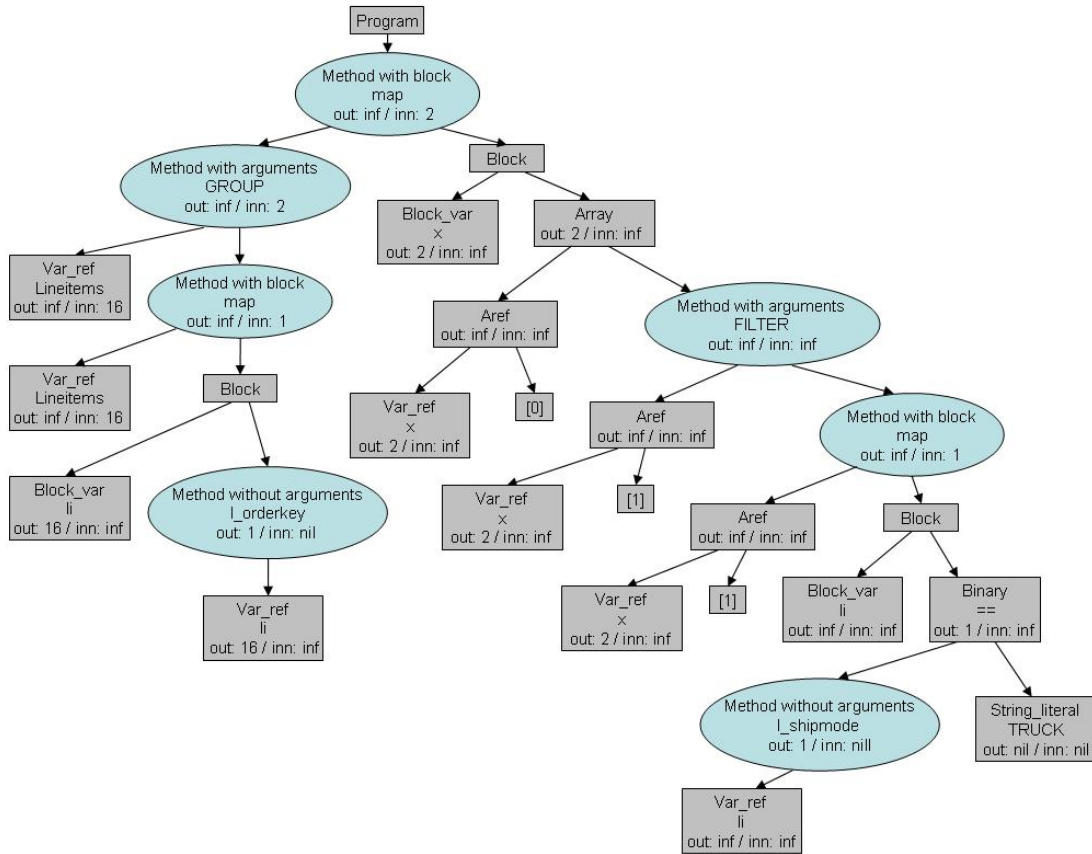 Program
Method with block
map
out: inf / inn: 2
Method with arguments
GROUP
out: inf / inn: 2
Block
Block_var
x
out: 2 / inn: inf
Array
out: 2 / inn: inf
Var_ref
Lineitems
out: inf / inn: 16
Method with block
map
out: inf / inn: 1
Aref
out: inf / inn: inf
Method with arguments
FILTER
out: inf / inn: inf
Var_ref
Lineitems
out: inf / inn: 16
Block
Var_ref
x
out: 2 / inn: inf
[0]
Aref
out: inf / inn: inf
Method with block
map
out: inf / inn: 1
Block_var
li
out: 16 / inn: inf
Method without arguments
l_orderkey
out: 1 / inn: nil
Var_ref
x
out: 2 / inn: inf
[1]
Aref
out: inf / inn: inf
Block
Var_ref
li
out: 16 / inn: inf
Var_ref
x
out: 2 / inn: inf
[1]
Block_var
li
out: inf / inn: inf
Binary
==
out: 1 / inn: inf
Method without arguments
l_shipmode
out: 1 / inn: nill
String_literal
TRUCK
out: nil / inn: nil
Var_ref
li
out: inf / inn: inf